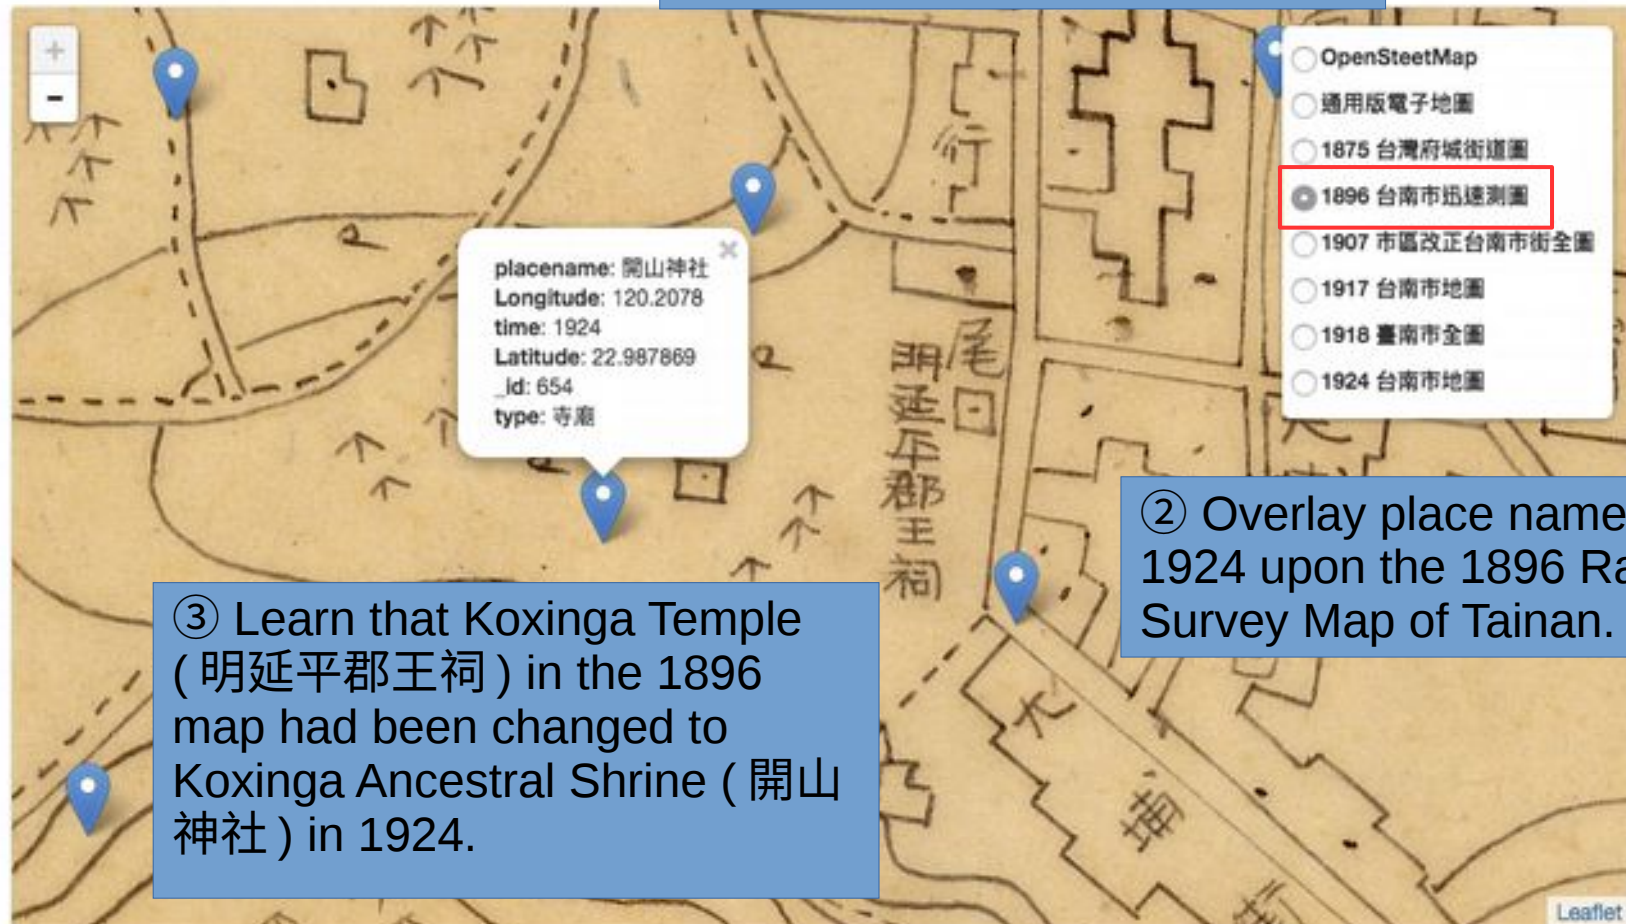 +
-
OpenSteetMap
通用版電子地圖
1875 台灣府城街道圖
1896 台南市迅速測圖
1907 市區改正台南市街全圖
1917 台南市地圖
1918 臺南市全圖
1924 台南市地圖
placename: 開山神社
Longitude: 120.2078
time: 1924
Latitude: 22.987869
_id: 654
type: 寺廟
行
尾
明延平郡王祠
大
埔
街
② Overlay place name
1924 upon the 1896 Ra
Survey Map of Tainan.
③ Learn that Koxinga Temple
( 明延平郡王祠 ) in the 1896
map had been changed to
Koxinga Ancestral Shrine ( 開山
神社 ) in 1924.
Leaflet